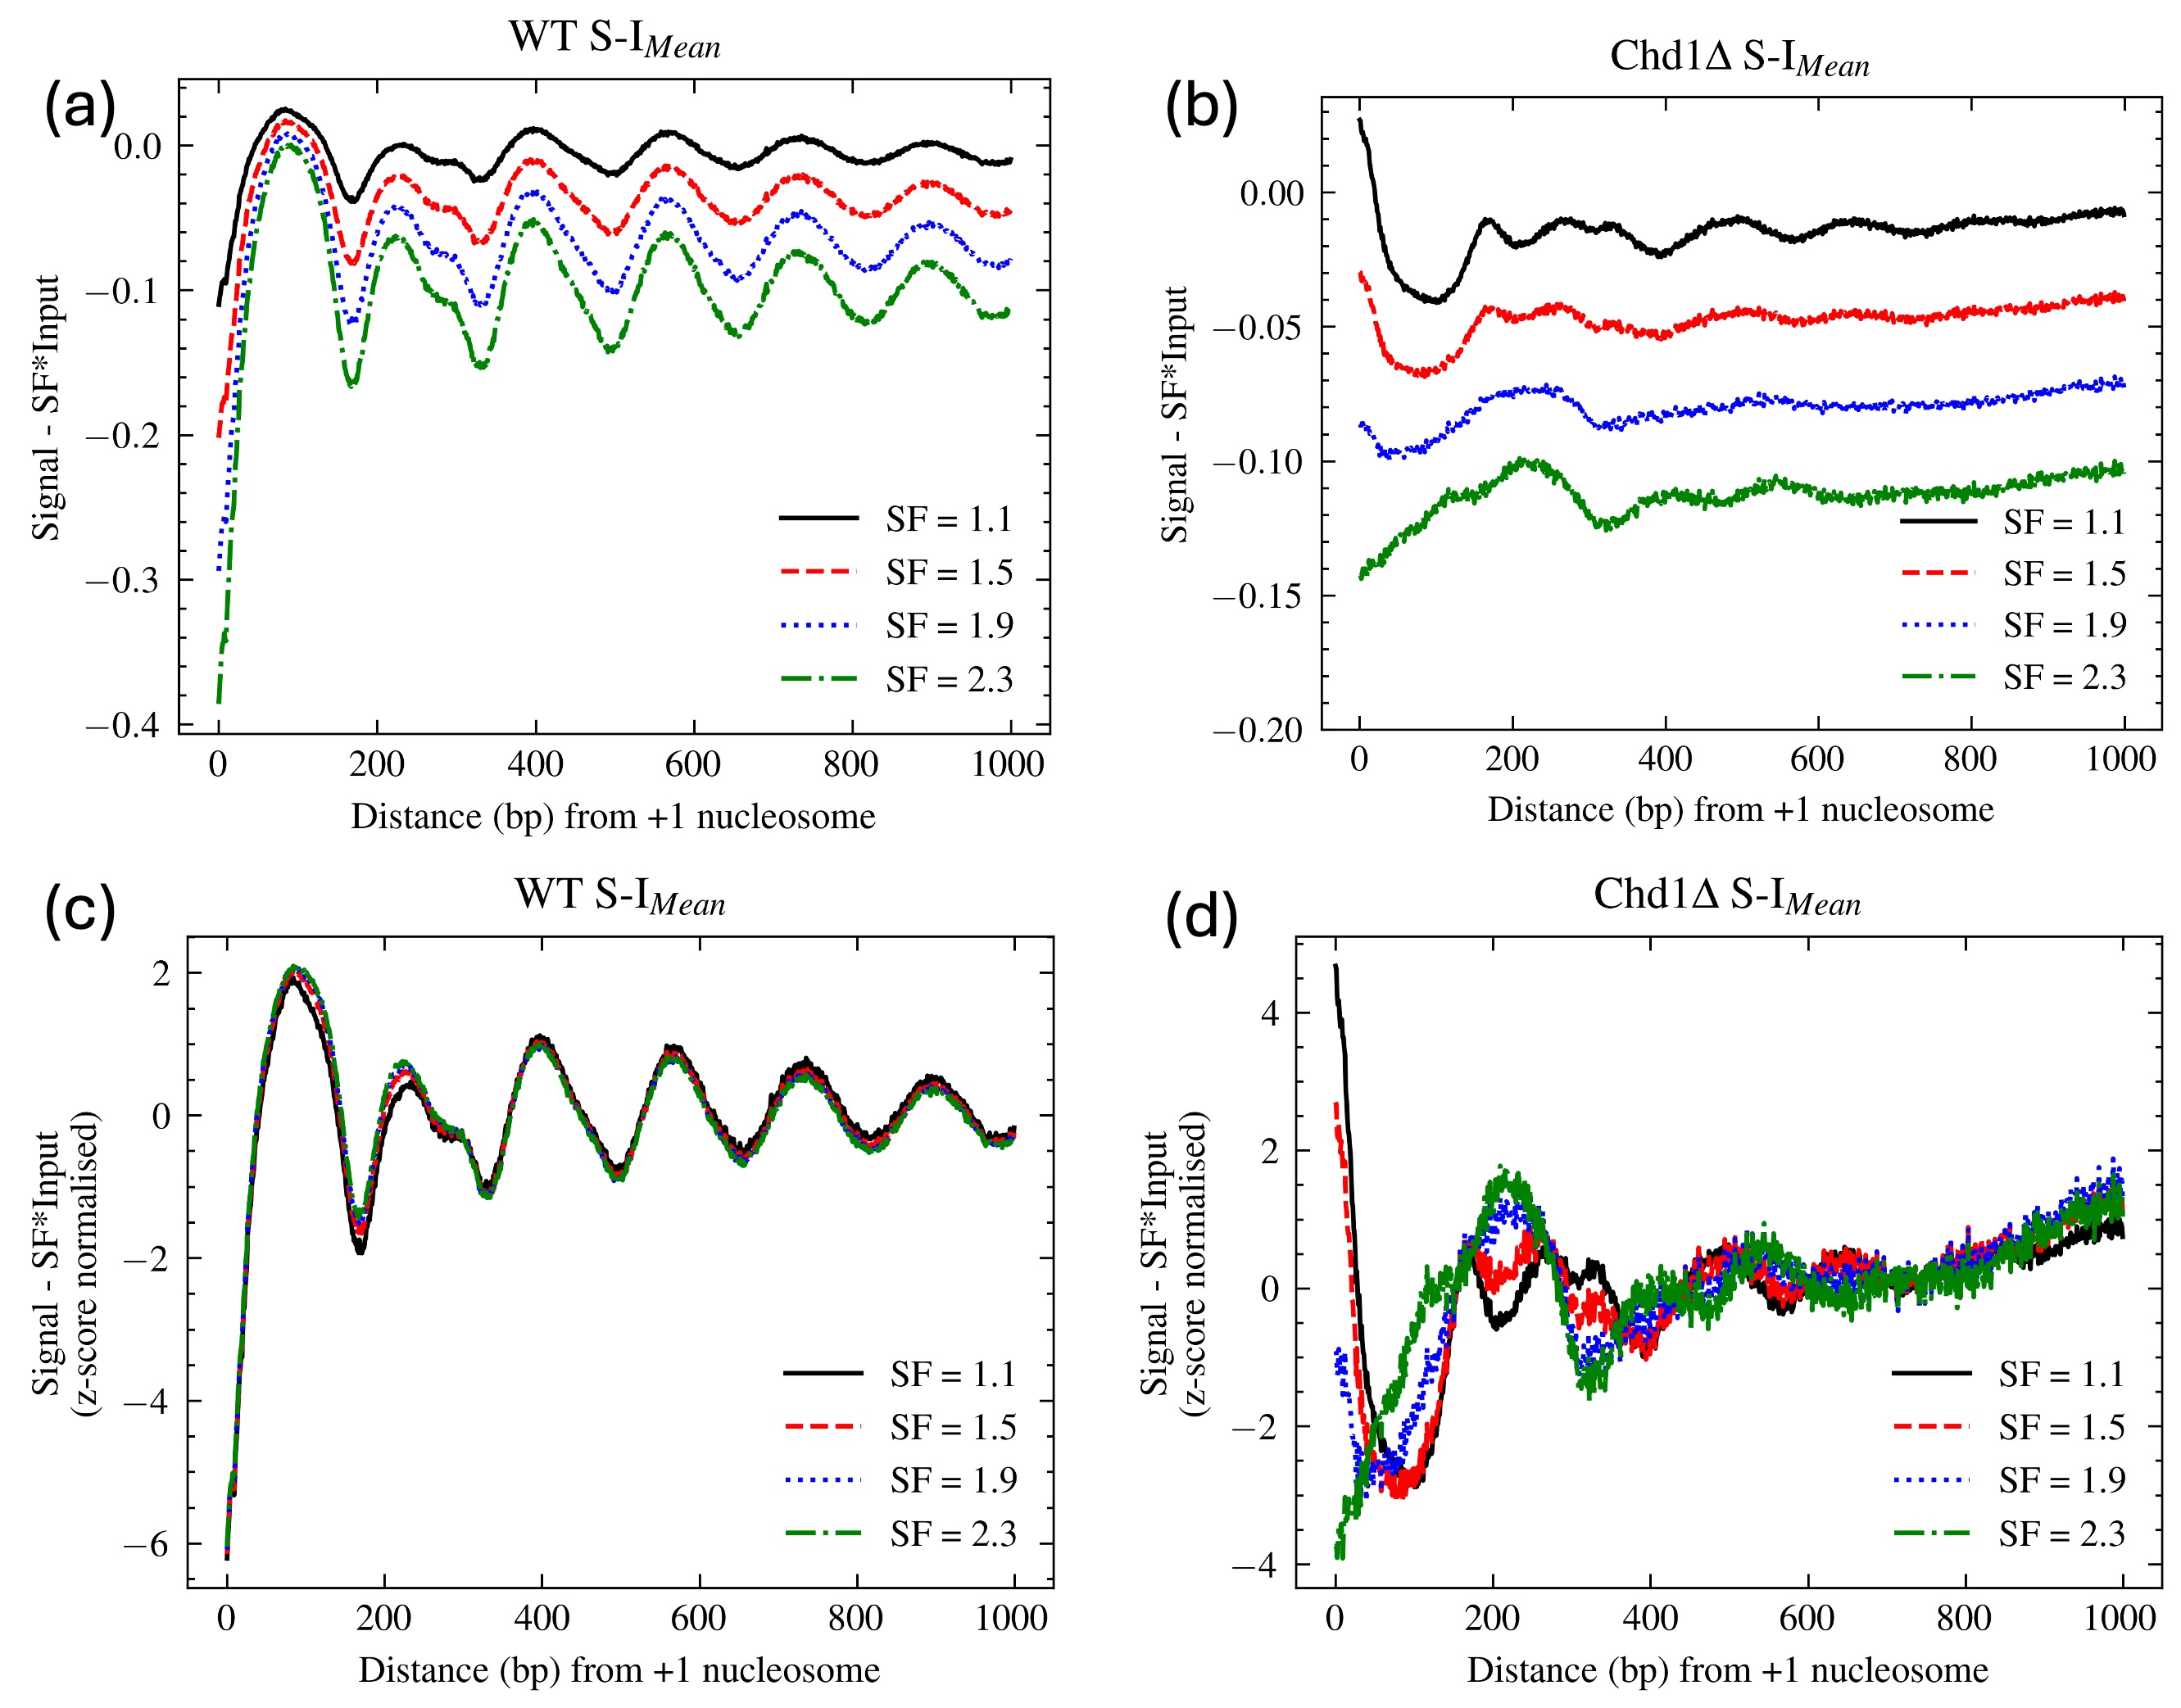 (a)
WT S-I_Mean
0.0
−0.1
−0.2
−0.3
−0.4
Signal - SF*Input
0 200 400 600 800 1000
Distance (bp) from +1 nucleosome
SF = 1.1
SF = 1.5
SF = 1.9
SF = 2.3
(b)
Chd1Δ S-I_Mean
0.00
−0.05
−0.10
−0.15
−0.20
Signal - SF*Input
0 200 400 600 800 1000
Distance (bp) from +1 nucleosome
SF = 1.1
SF = 1.5
SF = 1.9
SF = 2.3
(c)
WT S-I_Mean
2
0
−2
−4
−6
Signal - SF*Input
(z-score normalised)
0 200 400 600 800 1000
Distance (bp) from +1 nucleosome
SF = 1.1
SF = 1.5
SF = 1.9
SF = 2.3
(d)
Chd1Δ S-I_Mean
4
2
0
−2
−4
Signal - SF*Input
(z-score normalised)
0 200 400 600 800 1000
Distance (bp) from +1 nucleosome
SF = 1.1
SF = 1.5
SF = 1.9
SF = 2.3